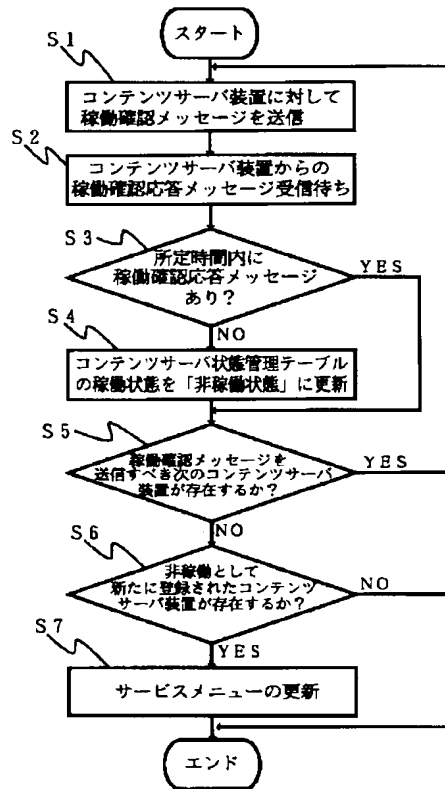 スタート
S1
コンテンツサーバ装置に対して
稼働確認メッセージを送信
S2
コンテンツサーバ装置からの
稼働確認応答メッセージ受信待ち
S3
所定時間内に
稼働確認応答メッセージ
あり?
YES
NO
S4
コンテンツサーバ状態管理テーブル
の稼働状態を「非稼働状態」に更新
S5
稼働確認メッセージを
送信すべき次のコンテンツサーバ
装置が存在するか?
YES
NO
S6
非稼働として
新たに登録されたコンテンツ
サーバ装置が存在するか?
NO
YES
S7
サービスメニューの更新
エンド